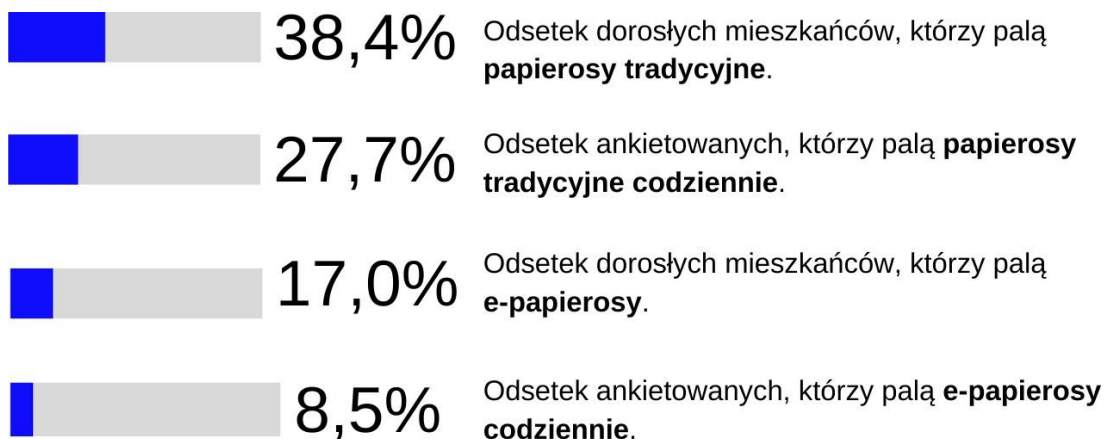 38,4%
Odsetek dorosłych mieszkańców, którzy palą
papierosy tradycyjne.
27,7%
Odsetek ankietowanych, którzy palą papierosy
tradycyjne codziennie.
17,0%
Odsetek dorosłych mieszkańców, którzy palą
e-papierosy.
8,5%
Odsetek ankietowanych, którzy palą e-papierosy
codziennie.